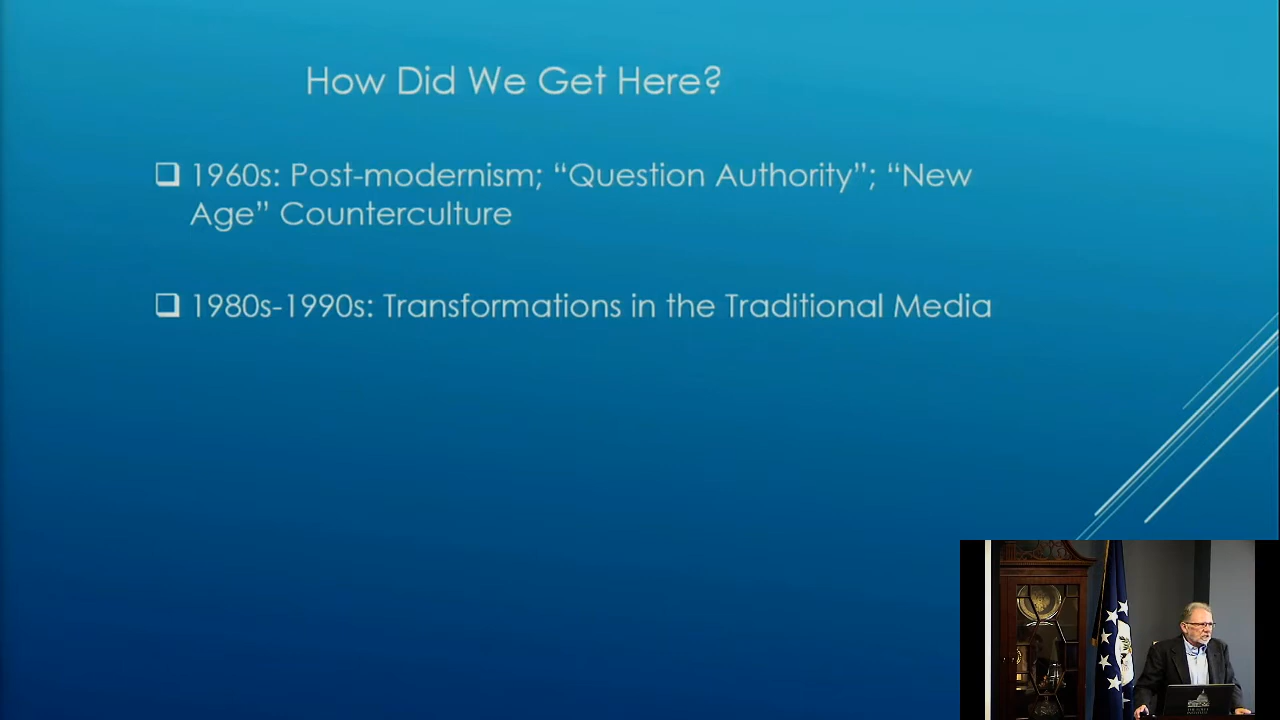 How Did We Get Here?
❑ 1960s: Post-modernism; “Question Authority”; “New
Age” Counterculture
❑ 1980s-1990s: Transformations in the Traditional Media